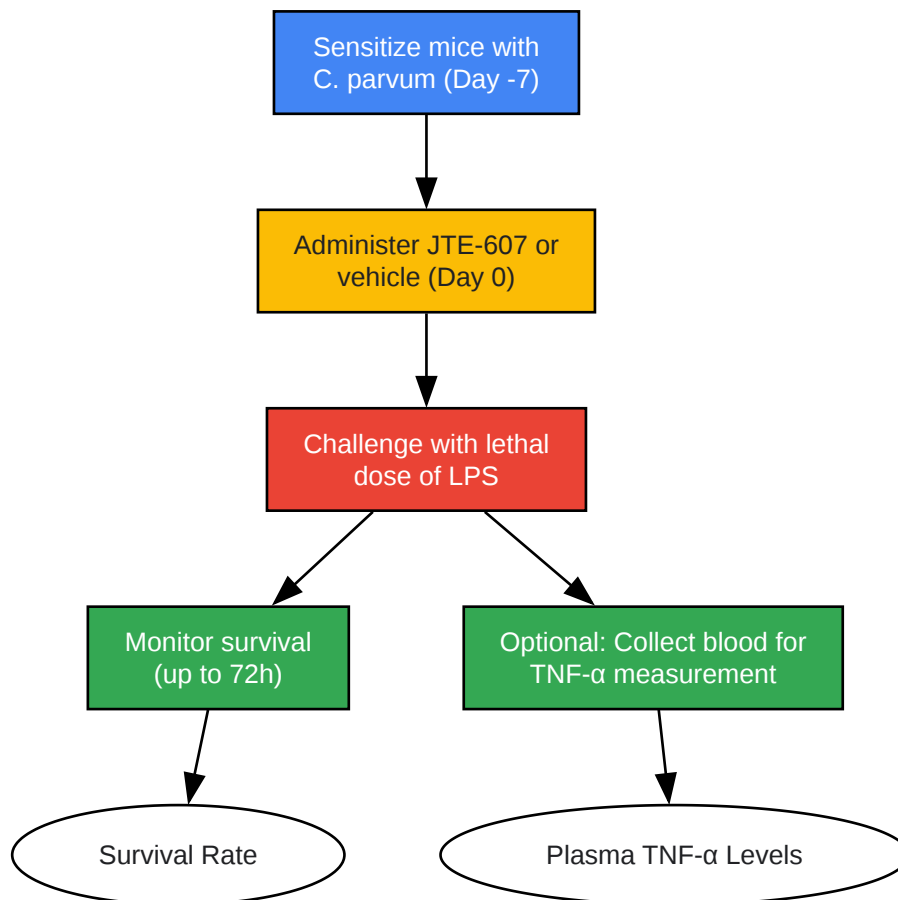 Sensitize mice with
C. parvum (Day -7)
Administer JTE-607 or
vehicle (Day 0)
Challenge with lethal
dose of LPS
Monitor survival
(up to 72h)
Optional: Collect blood for
TNF-α measurement
Survival Rate
Plasma TNF-α Levels